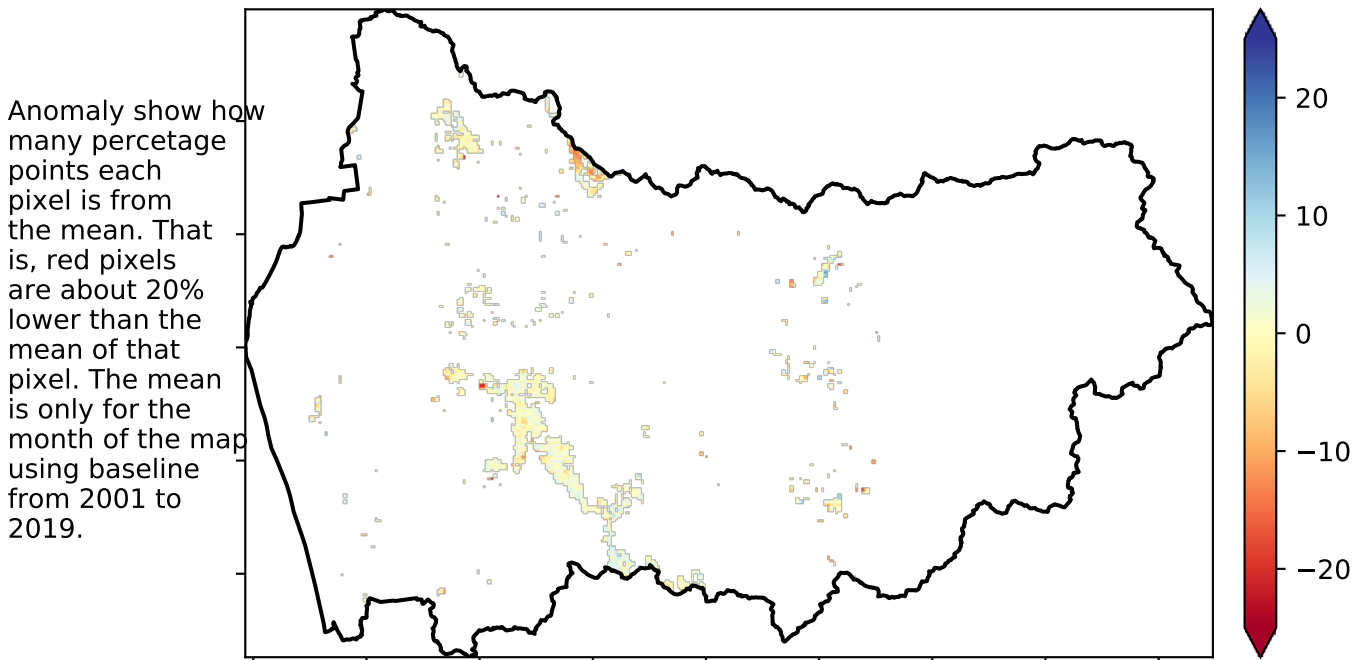 Anomaly show how
many percetage
points each
pixel is from
the mean. That
is, red pixels
are about 20%
lower than the
mean of that
pixel. The mean
is only for the
month of the map
using baseline
from 2001 to
2019.
20
10
0
−10
−20